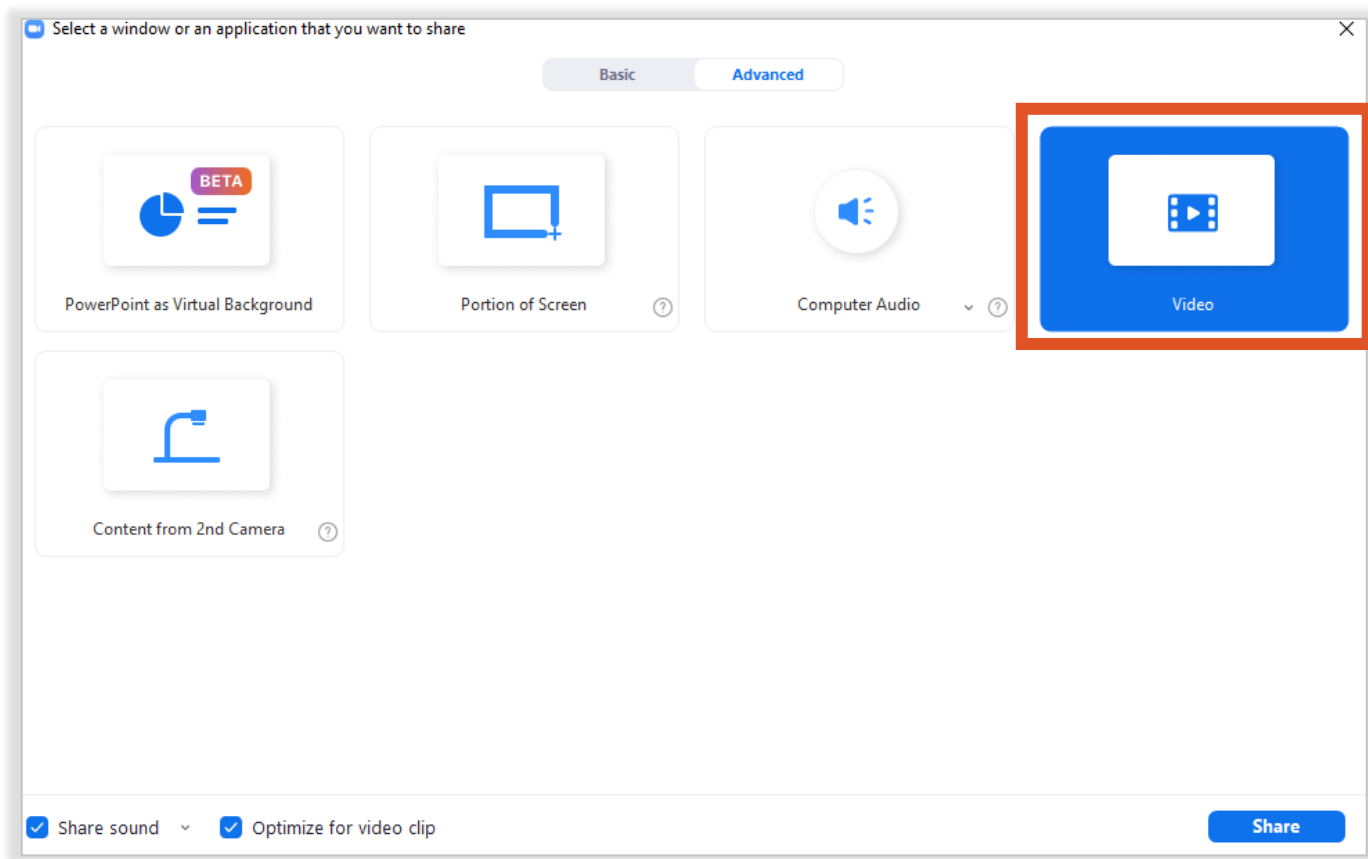 Select a window or an application that you want to share
Basic
Advanced
BETA
PowerPoint as Virtual Background
Portion of Screen
?
Computer Audio
?
Video
Content from 2nd Camera
?
Share sound
Optimize for video clip
Share